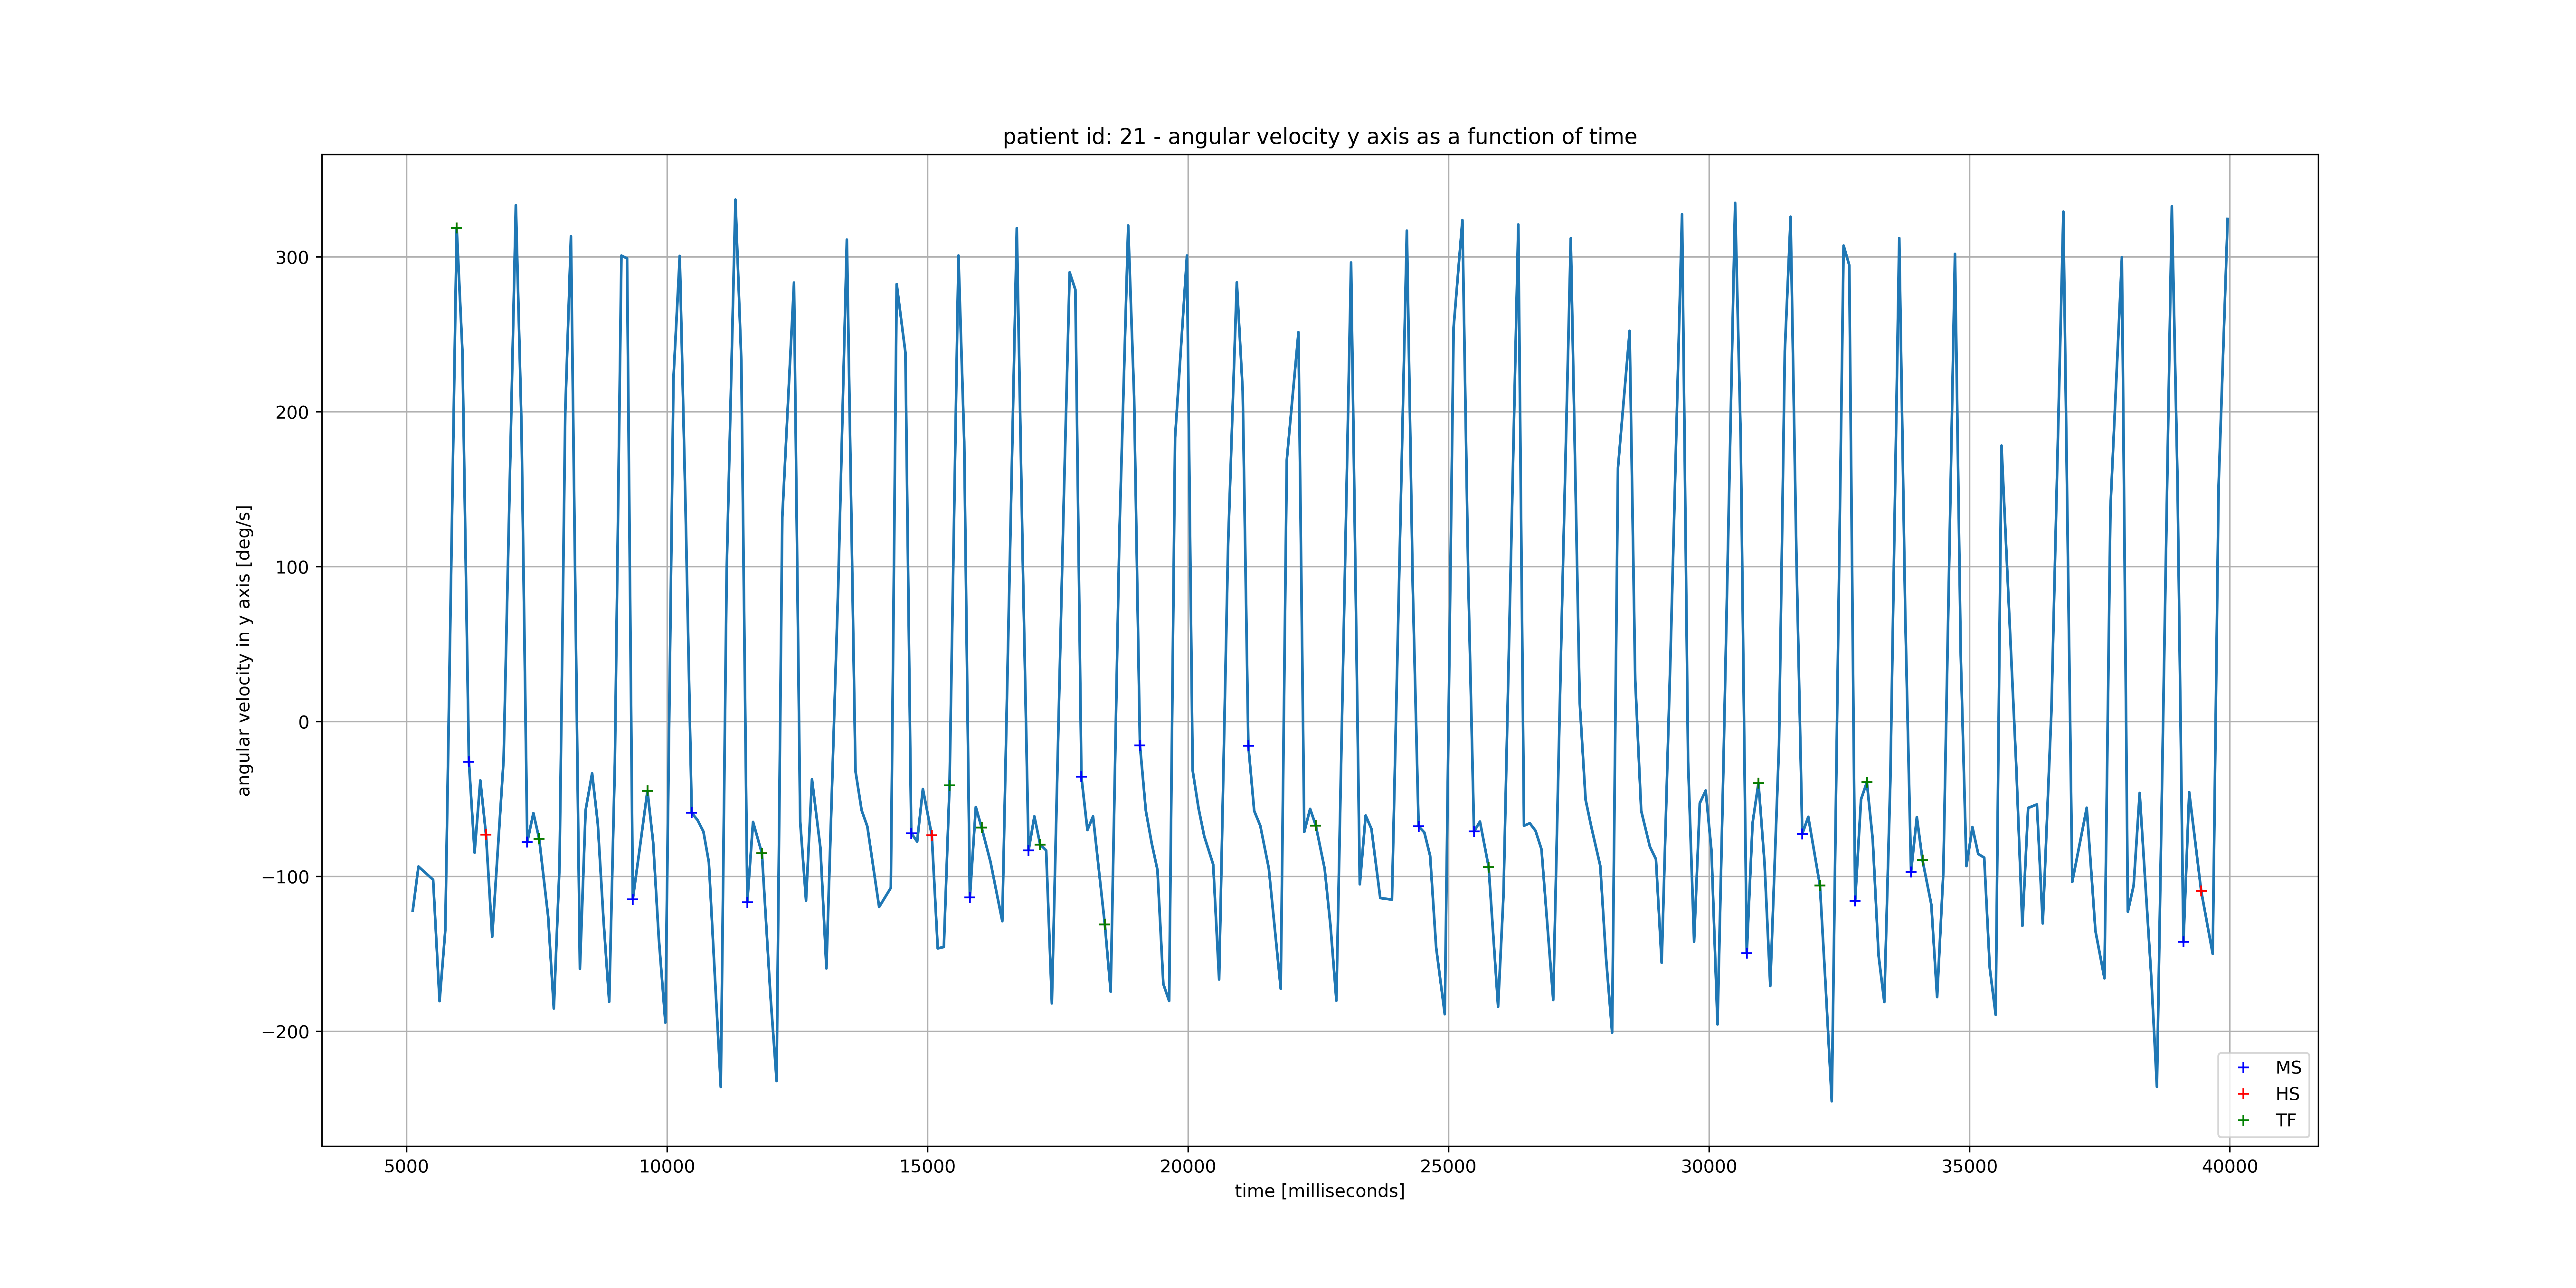 patient id: 21 - angular velocity y axis as a function of time
angular velocity in y axis [deg/s]
300
200
100
0
−100
−200
5000 10000 15000 20000 25000 30000 35000 40000
time [milliseconds]
MS
HS
TF